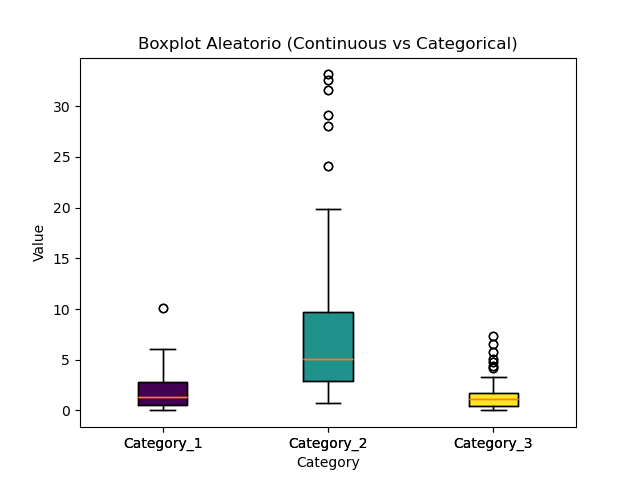 Boxplot Aleatorio (Continuous vs Categorical)
30
25
20
15
10
5
0
Value
Category_1
Category_2
Category_3
Category